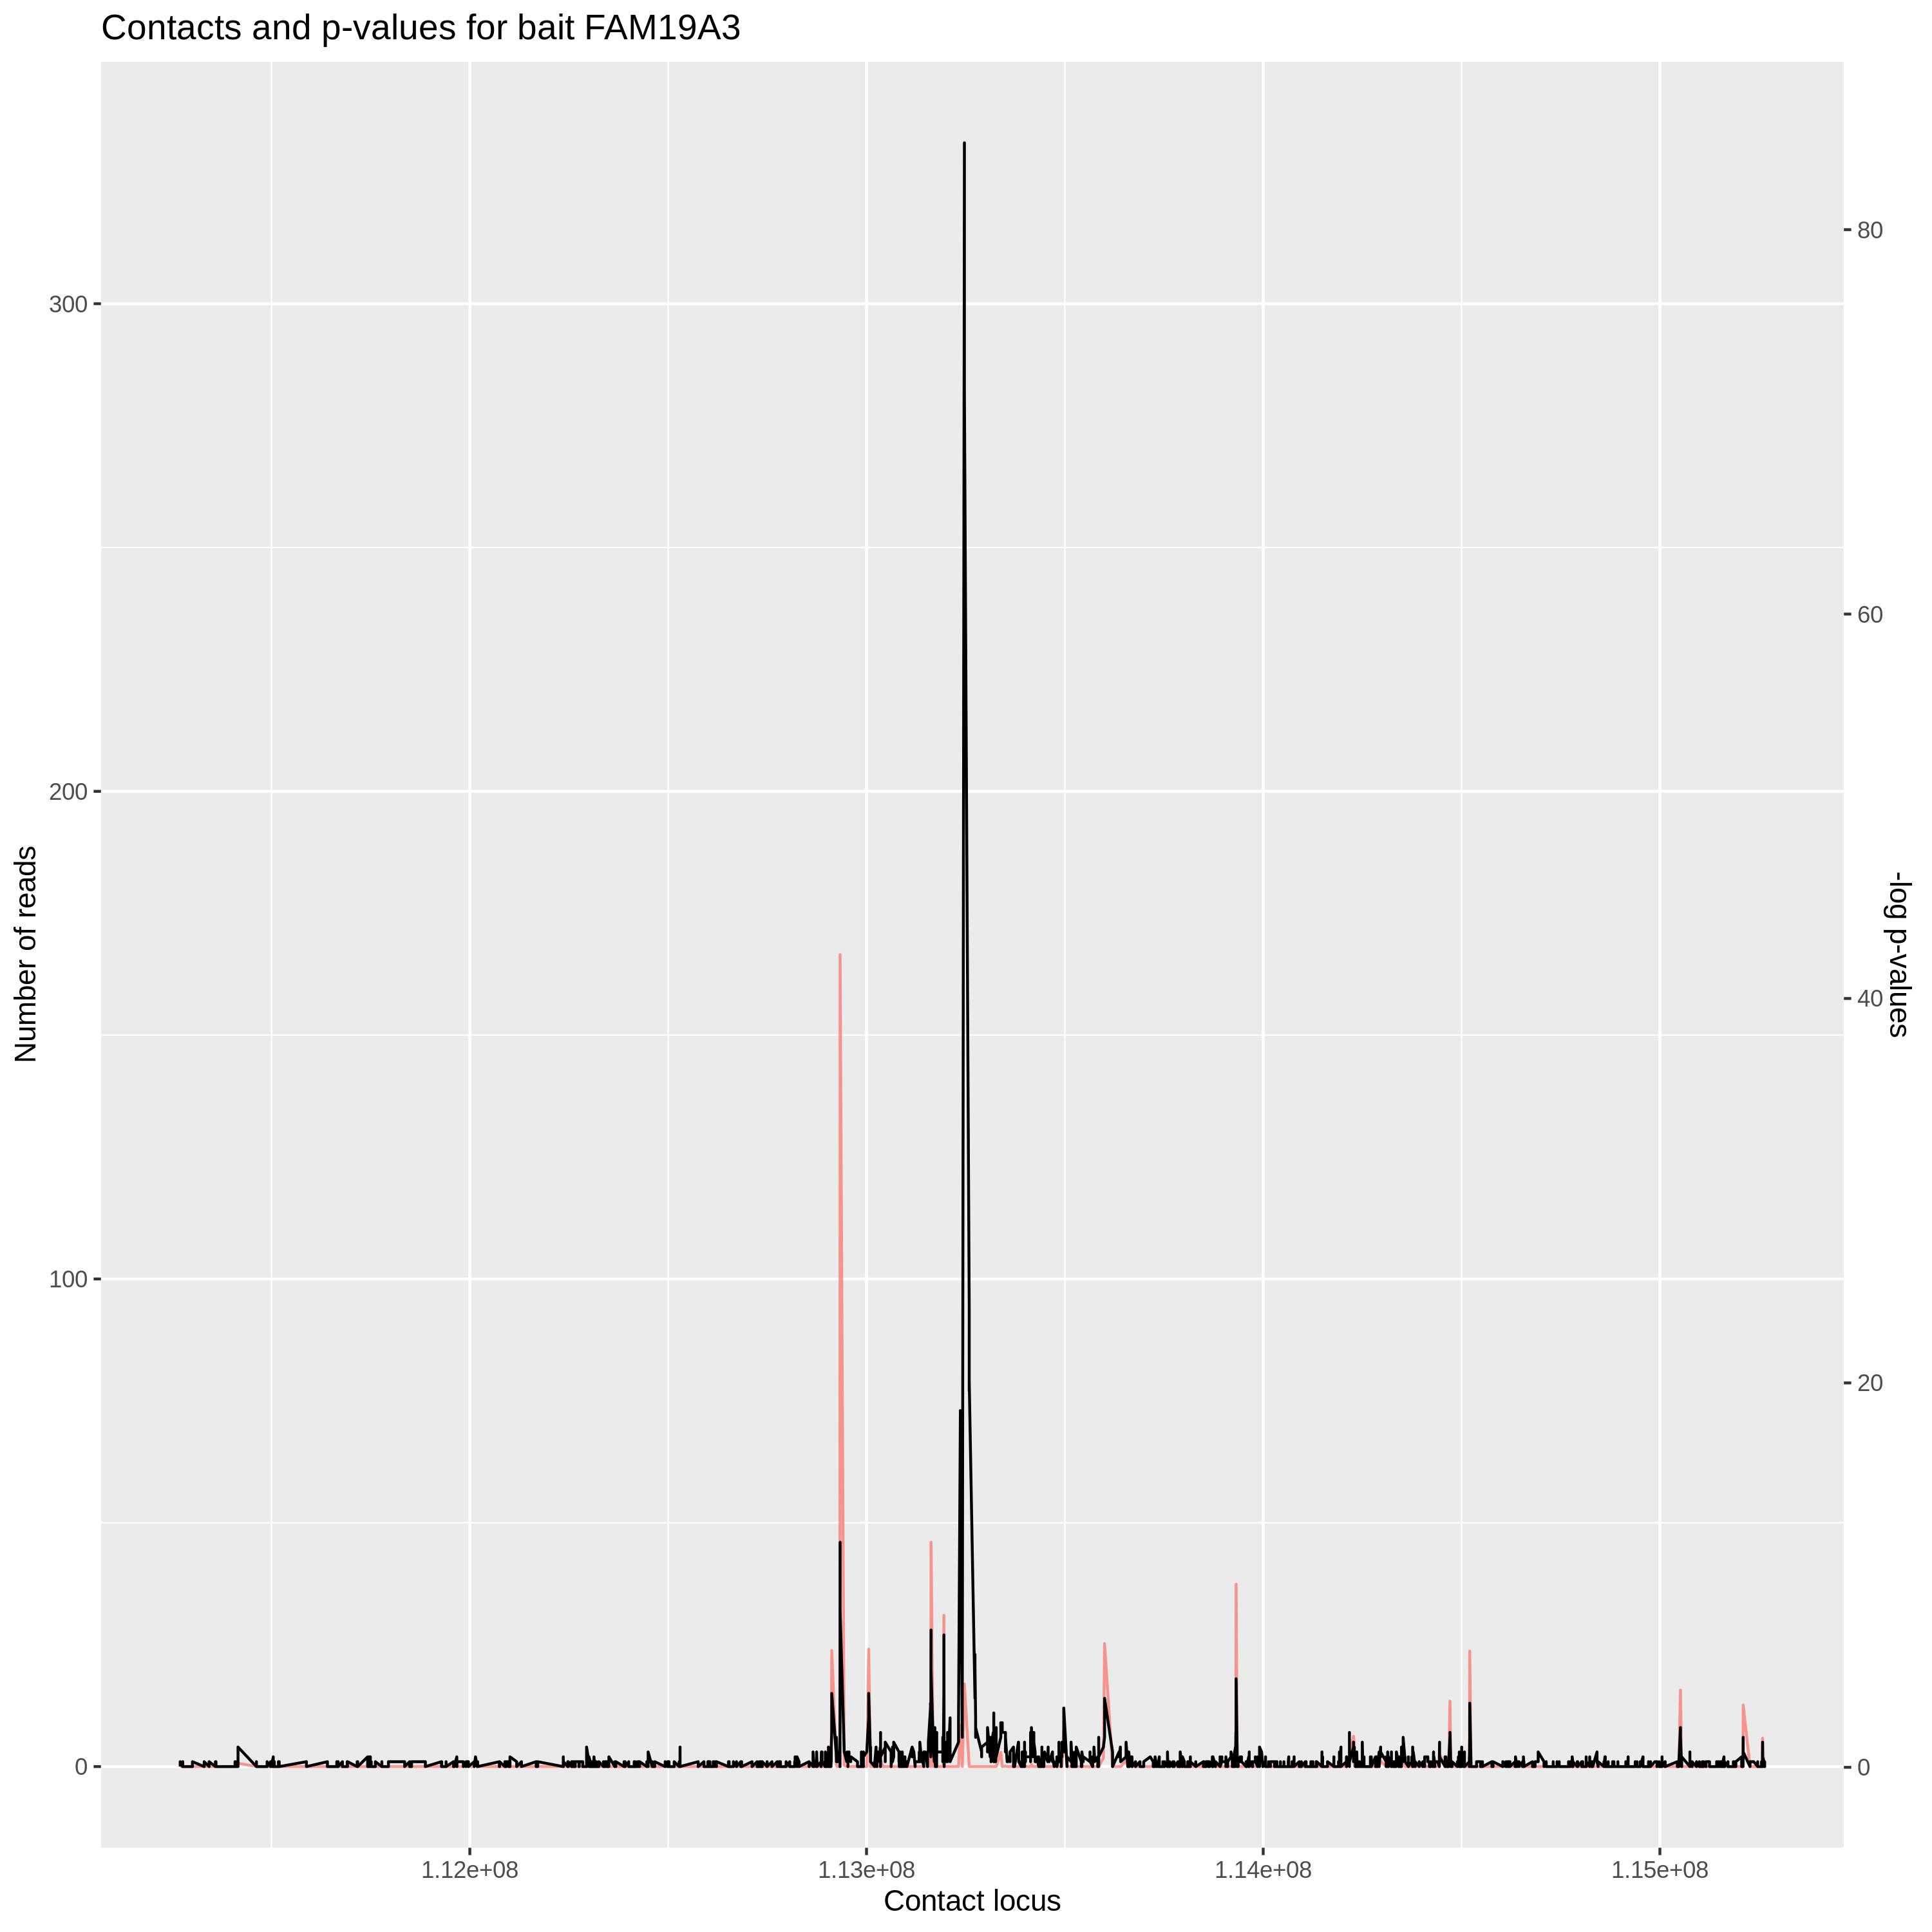 Contacts and p-values for bait FAM19A3
300
200
100
0
Number of reads
80
60
40
20
0
-log p-values
1.12e+08
1.13e+08
1.14e+08
1.15e+08
Contact locus